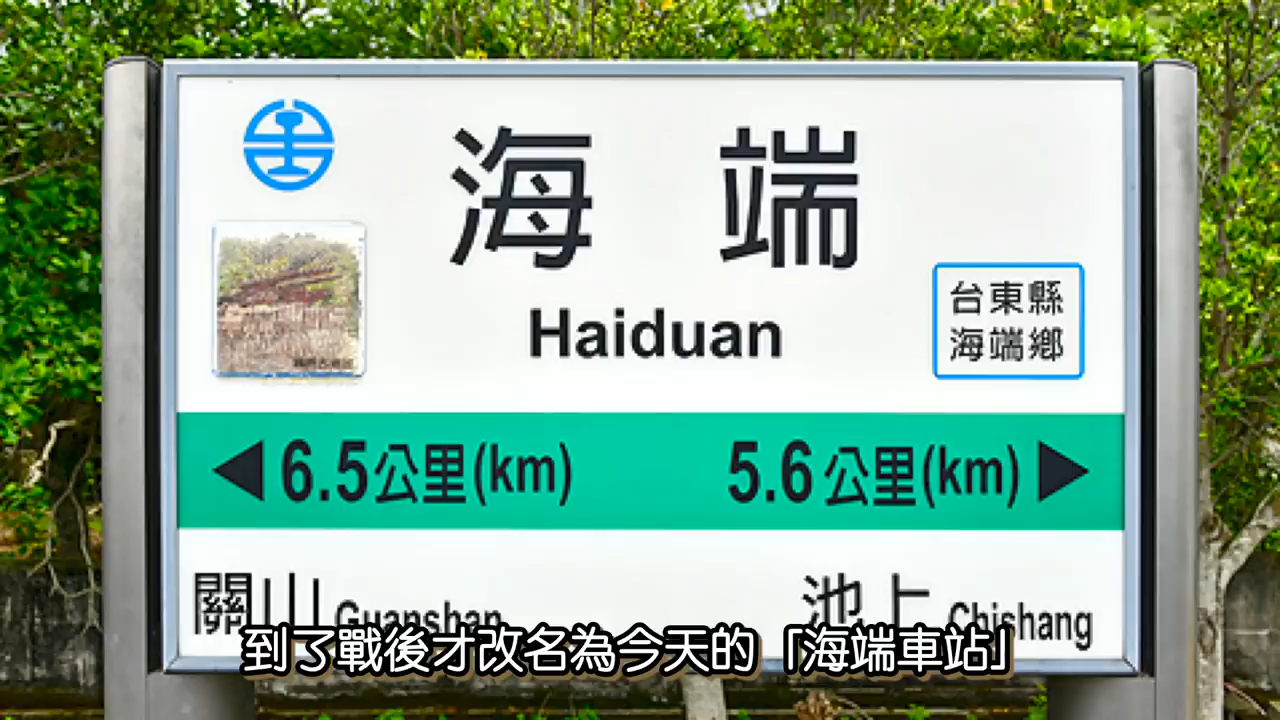 海端
Haiduan
台東縣
海端鄉
6.5公里(km)
5.6公里(km)
關山 Guanshan
池上 Chishang
到了戰後才改名為今天的「海端車站」